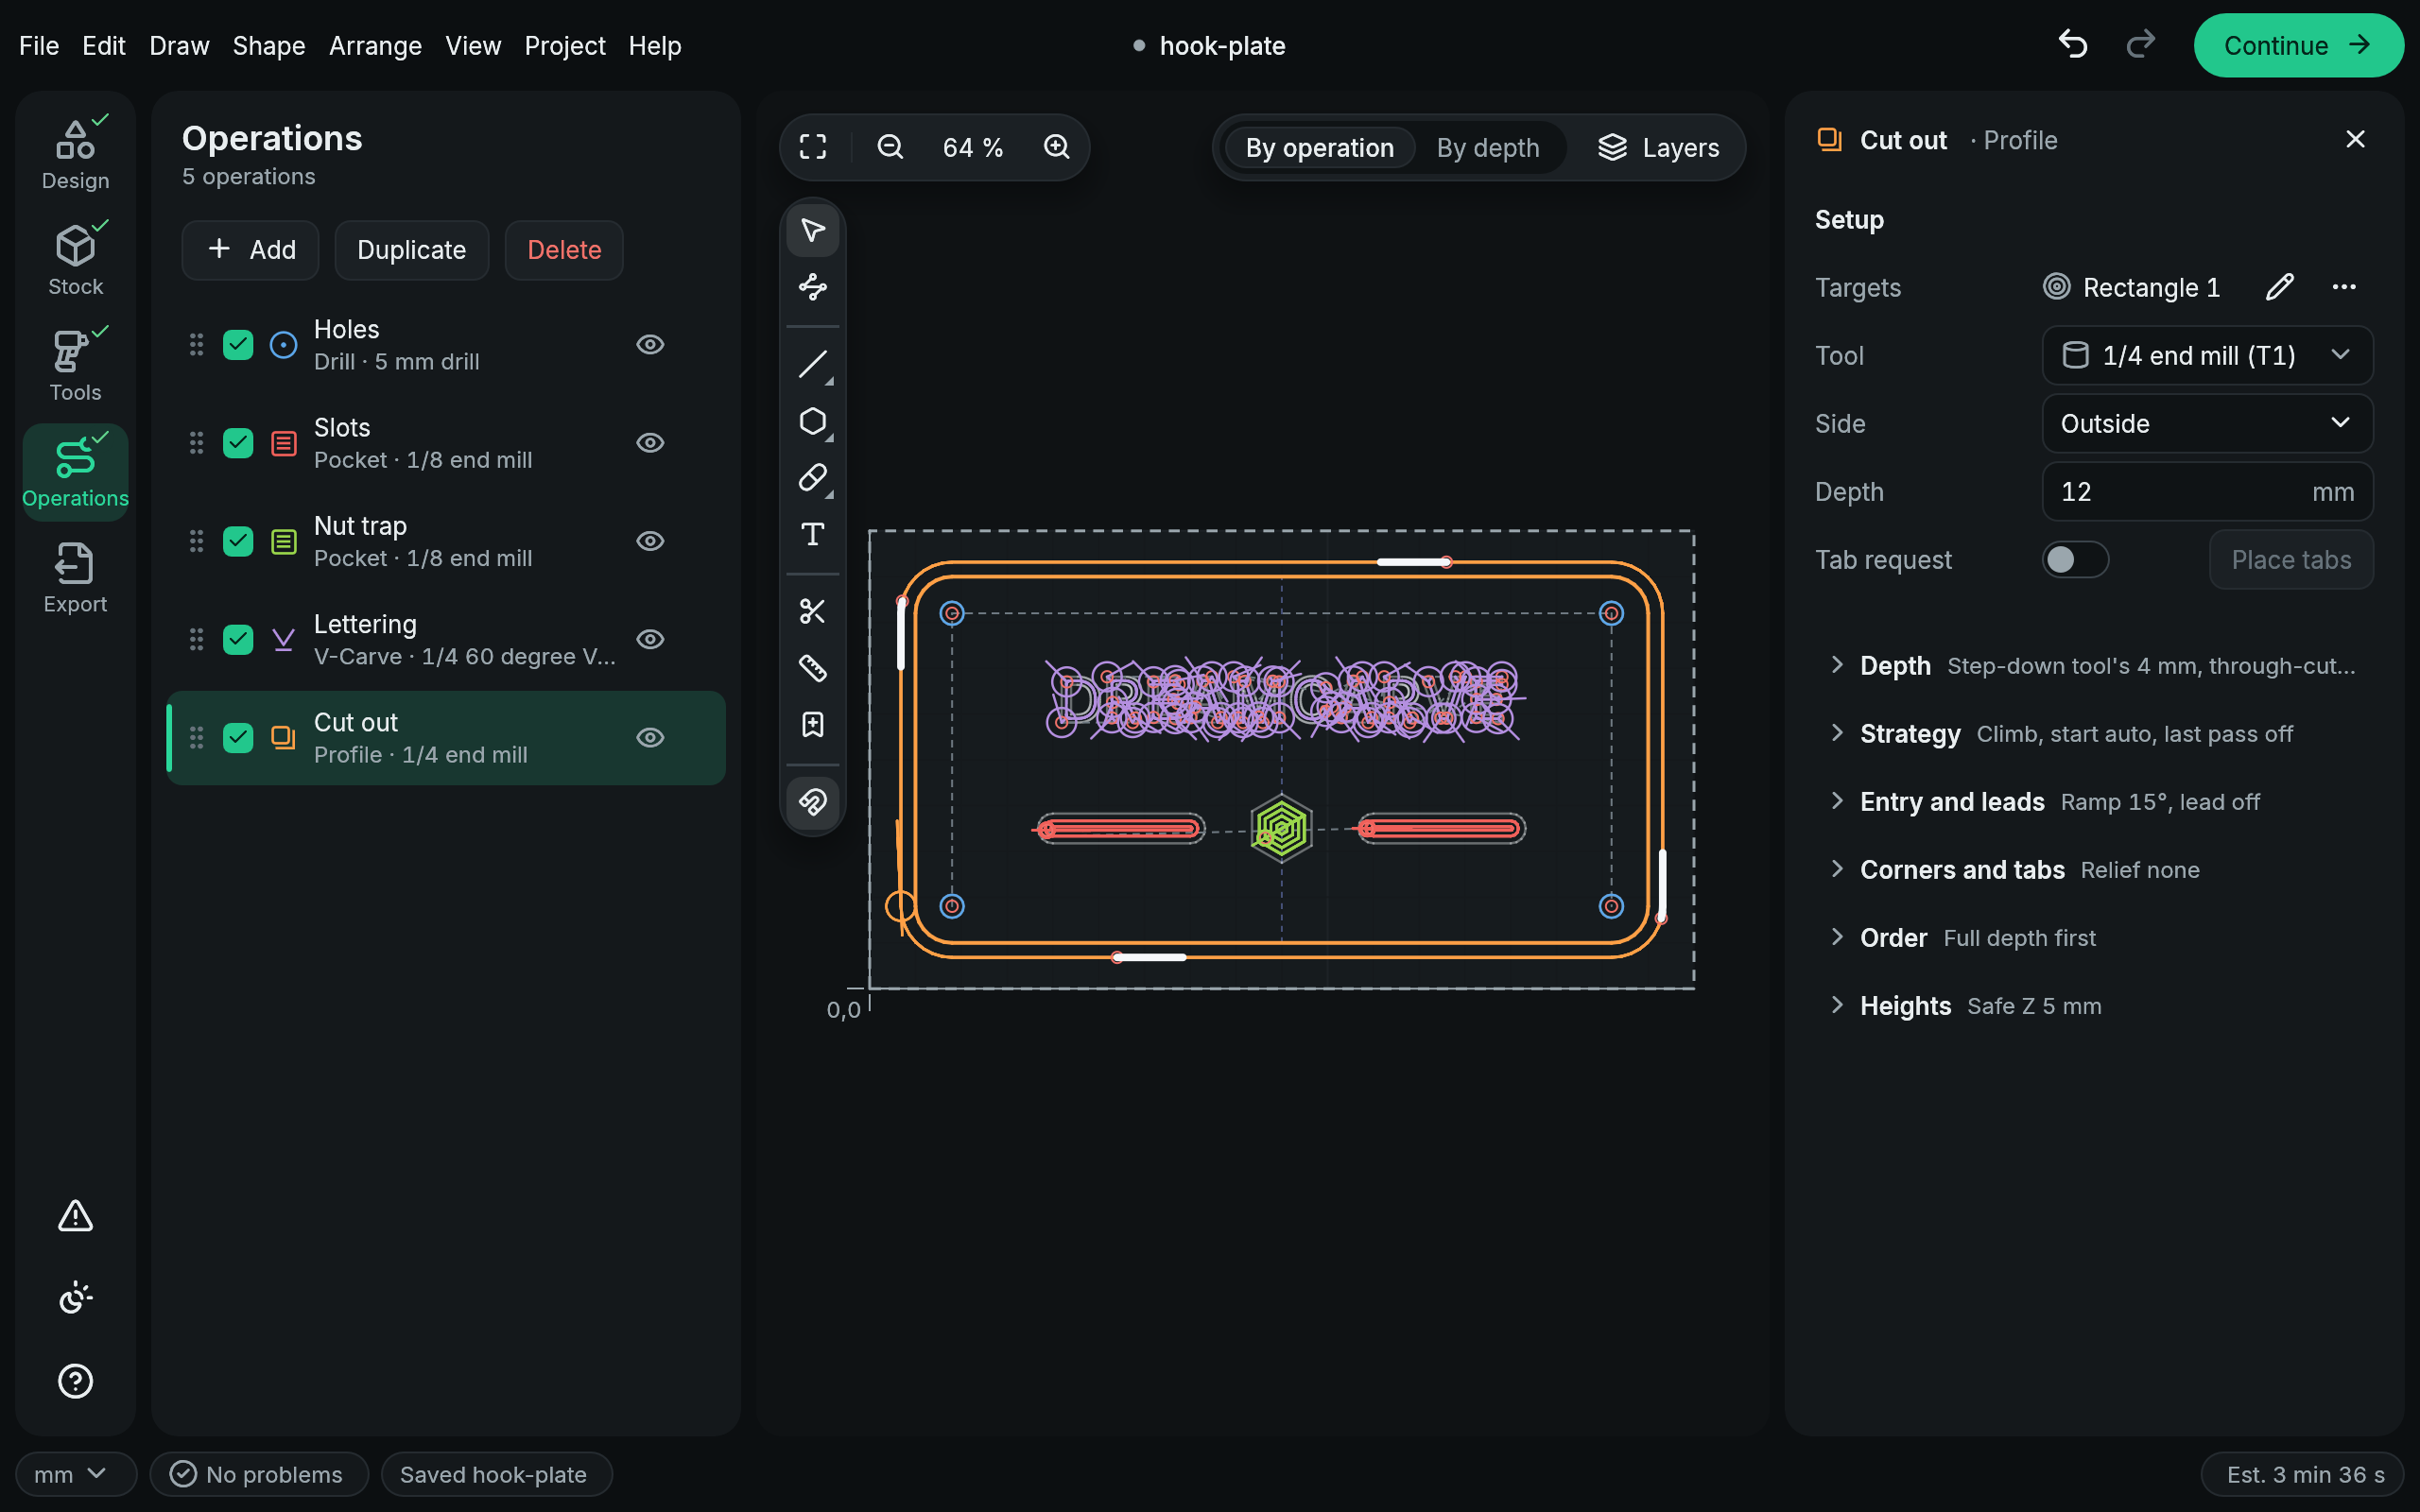 File Edit Draw Shape Arrange View Project Help
hook-plate
Continue
Design
Stock
Tools
Operations
Export
Operations
5 operations
Add Duplicate Delete
Holes
Drill · 5 mm drill
Slots
Pocket · 1/8 end mill
Nut trap
Pocket · 1/8 end mill
Lettering
V-Carve · 1/4 60 degree V...
Cut out
Profile · 1/4 end mill
64 %
By operation By depth Layers
0,0
Cut out · Profile
Setup
Targets Rectangle 1
Tool 1/4 end mill (T1)
Side Outside
Depth 12 mm
Tab request Place tabs
Depth Step-down tool's 4 mm, through-cut...
Strategy Climb, start auto, last pass off
Entry and leads Ramp 15°, lead off
Corners and tabs Relief none
Order Full depth first
Heights Safe Z 5 mm
mm No problems Saved hook-plate
Est. 3 min 36 s